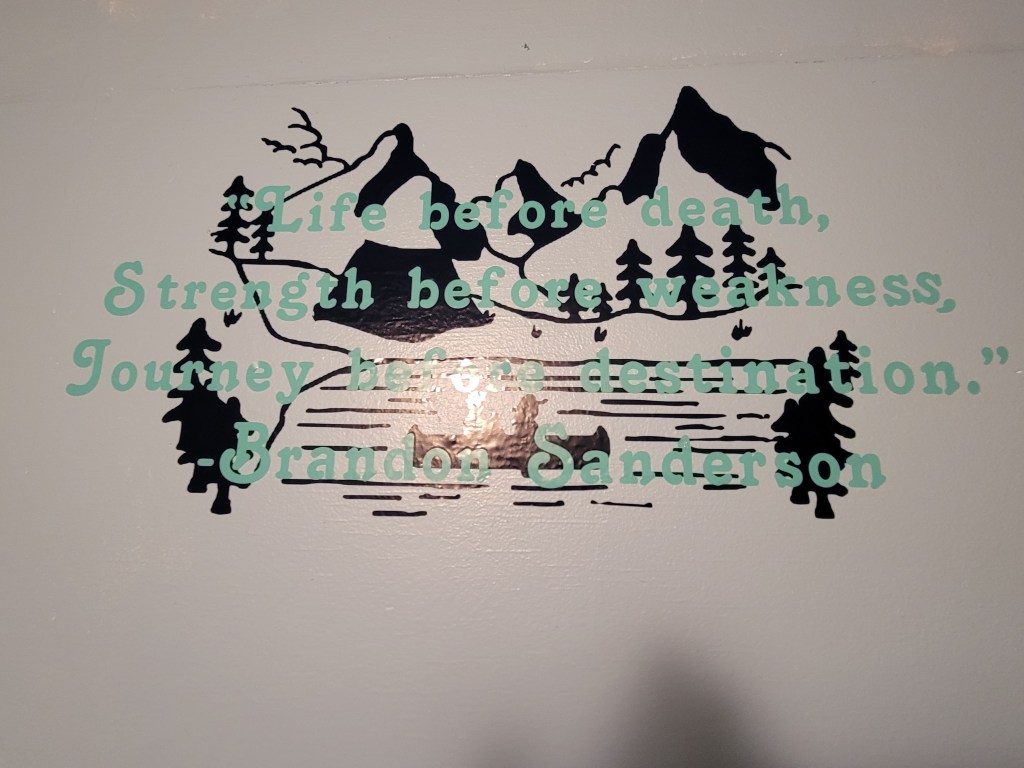 “Life before death,
Strength before weakness,
Journey before destination.”
-Brandon Sanderson